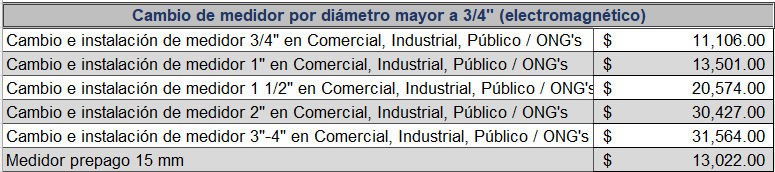 Cambio de medidor por diámetro mayor a 3/4" (electromagnético)
Cambio e instalación de medidor 3/4" en Comercial, Industrial, Público / ONG's $ 11,106.00
Cambio e instalación de medidor 1" en Comercial, Industrial, Público / ONG's $ 13,501.00
Cambio e instalación de medidor 1 1/2" en Comercial, Industrial, Público / ONG's $ 20,574.00
Cambio e instalación de medidor 2" en Comercial, Industrial, Público / ONG's $ 30,427.00
Cambio e instalación de medidor 3"-4" en Comercial, Industrial, Público / ONG's $ 31,564.00
Medidor prepago 15 mm $ 13,022.00